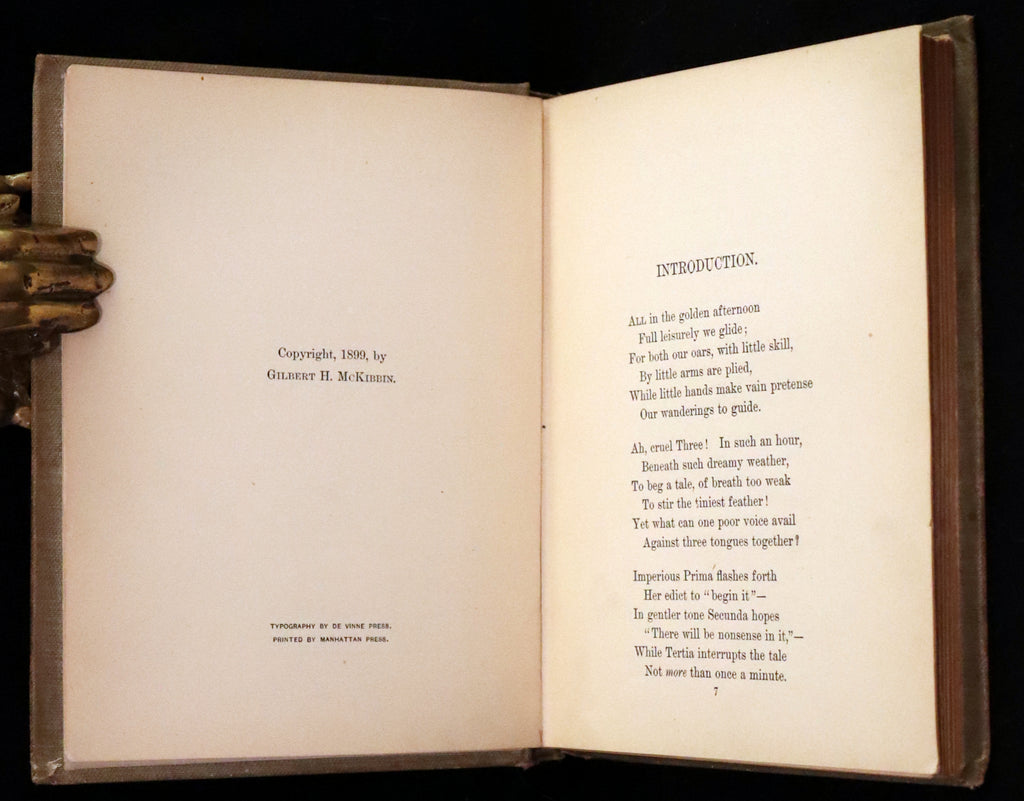 Copyright, 1899, by
GILBERT H. McKIBBIN.
TYPOGRAPHY BY DE VINNE PRESS.
PRINTED BY MANHATTAN PRESS.
INTRODUCTION.
ALL in the golden afternoon
Full leisurely we glide;
For both our oars, with little skill,
By little arms are plied,
While little hands make vain pretense
Our wanderings to guide.
Ah, cruel Three! In such an hour,
Beneath such dreamy weather,
To beg a tale, of breath too weak
To stir the tiniest feather!
Yet what can one poor voice avail
Against three tongues together?
Imperious Prima flashes forth
Her edict to "begin it"—
In gentler tone Secunda hopes
"There will be nonsense in it,"—
While Tertia interrupts the tale
Not more than once a minute.
7